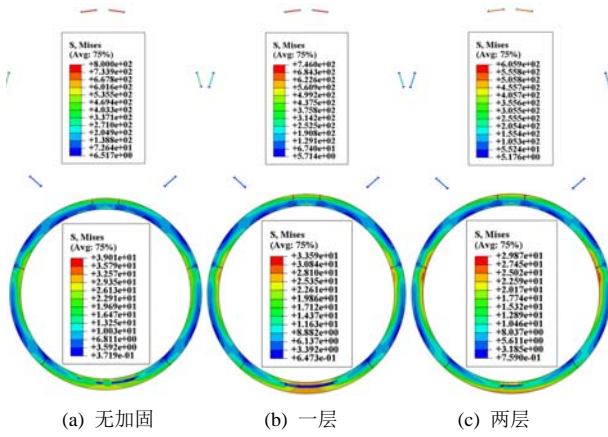 S, Mises
(Avg: 75%)
+8.000e+02
+7.339e+02
+6.678e+02
+6.016e+02
+5.355e+02
+4.694e+02
+4.033e+02
+3.371e+02
+2.710e+02
+2.049e+02
+1.388e+02
+7.264e+01
+6.517e+00
S, Mises
(Avg: 75%)
+7.460e+02
+6.843e+02
+6.226e+02
+5.609e+02
+4.992e+02
+4.375e+02
+3.758e+02
+3.142e+02
+2.525e+02
+1.908e+02
+1.291e+02
+6.740e+01
+5.714e+00
S, Mises
(Avg: 75%)
+6.059e+02
+5.558e+02
+5.058e+02
+4.557e+02
+4.057e+02
+3.556e+02
+3.055e+02
+2.555e+02
+2.054e+02
+1.554e+02
+1.053e+02
+5.524e+01
+5.176e+00
S, Mises
(Avg: 75%)
+3.901e+01
+3.579e+01
+3.257e+01
+2.935e+01
+2.613e+01
+2.291e+01
+1.969e+01
+1.647e+01
+1.325e+01
+1.003e+01
+6.811e+00
+3.592e+00
+3.719e-01
S, Mises
(Avg: 75%)
+3.359e+01
+3.084e+01
+2.810e+01
+2.535e+01
+2.261e+01
+1.986e+01
+1.712e+01
+1.437e+01
+1.163e+01
+8.882e+00
+6.137e+00
+3.392e+00
+6.473e-01
S, Mises
(Avg: 75%)
+2.987e+01
+2.745e+01
+2.502e+01
+2.259e+01
+2.017e+01
+1.774e+01
+1.532e+01
+1.289e+01
+1.046e+01
+8.037e+00
+5.611e+00
+3.185e+00
+7.590e-01
(a) 无加固
(b) 一层
(c) 两层